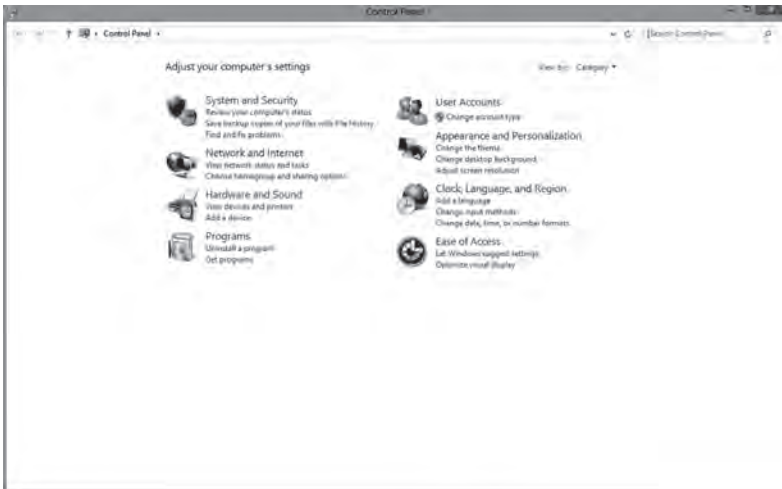 Control Panel
Control Panel
Search Control Panel
Adjust your computer's settings
View by: Category
System and Security
Review your computer's status
Save backup copies of your files with File History
Find and fix problems
Network and Internet
View network status and tasks
Choose homegroup and sharing options
Hardware and Sound
View devices and printers
Add a device
Programs
Uninstall a program
Get programs
User Accounts
Change account type
Appearance and Personalization
Change the theme
Change desktop background
Adjust screen resolution
Clock, Language, and Region
Add a language
Change input methods
Change date, time, or number formats
Ease of Access
Let Windows suggest settings
Optimize visual display